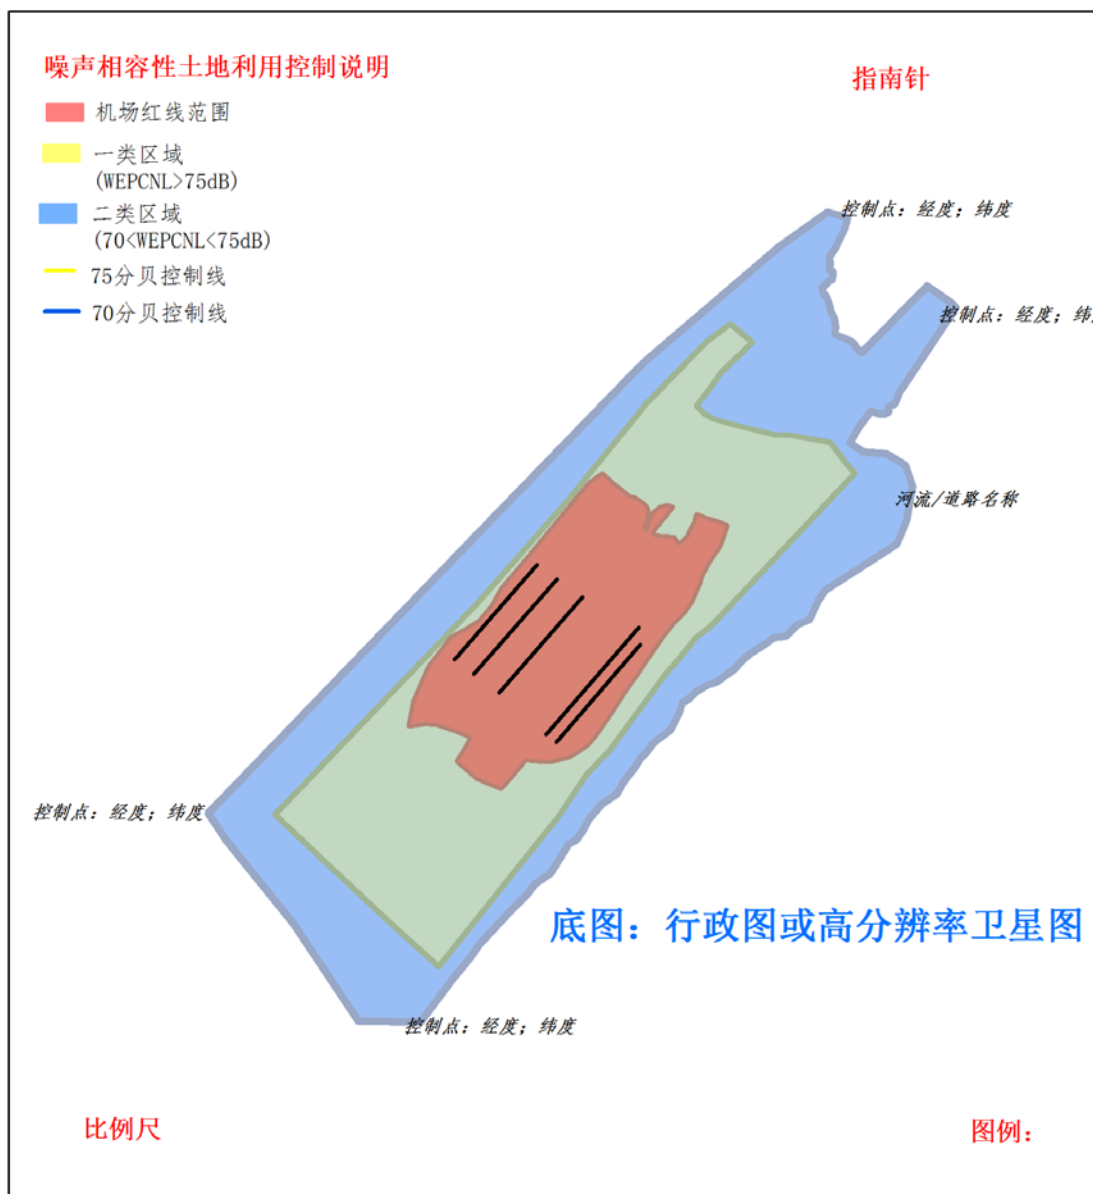 噪声相容性土地利用控制说明
指南针
机场红线范围
一类区域
(WEPCNL>75dB)
二类区域
(70<WEPCNL<75dB)
75分贝控制线
70分贝控制线
控制点：经度；纬度
控制点：经度；纬
河流/道路名称
控制点：经度；纬度
底图：行政图或高分辨率卫星图
控制点：经度；纬度
比例尺
图例：